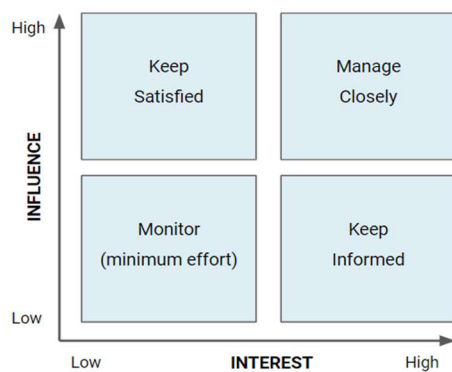 High
Keep
Satisfied
Manage
Closely
INFLUENCE
Monitor
(minimum effort)
Keep
Informed
Low
Low
INTEREST
High